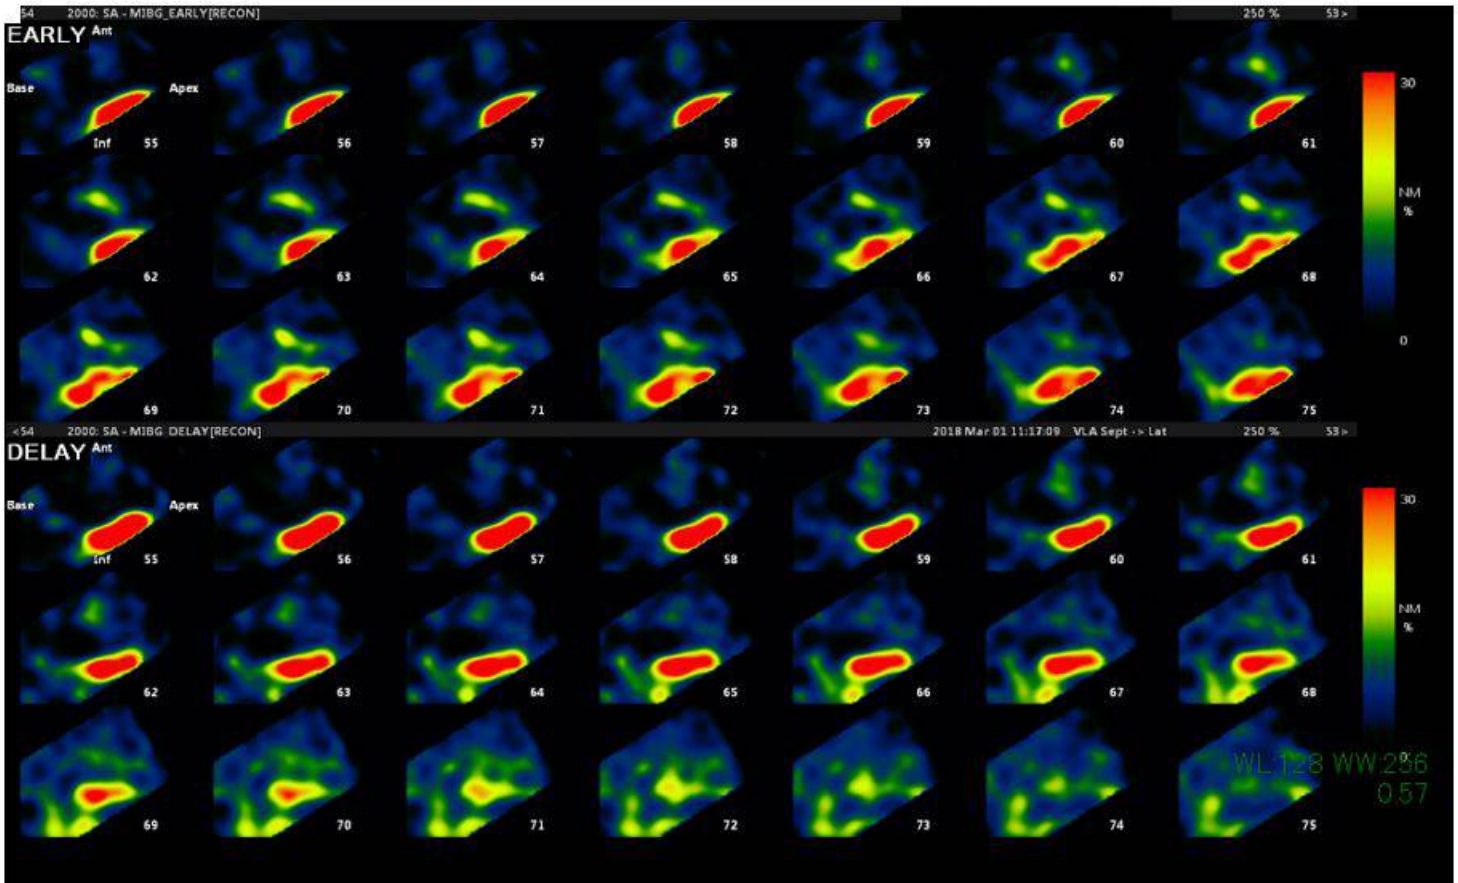 54 2000: SA - MIBG_EARLY[RECON] 250 % 53 >
EARLY Ant
Base Apex 30
Inf 55 56 57 58 59 60 61
NM
%
62 63 64 65 66 67 68
0
69 70 71 72 73 74 75
<54 2000: SA - MIBG DELAY[RECON] 2018 Mar 01 11:17:09 VLA Sept -> Lat 250 % 53 >
DELAY Ant
Base Apex 30
Inf 55 56 57 58 59 60 61
NM
%
62 63 64 65 66 67 68
WL:128 WW:256
0.57
69 70 71 72 73 74 75